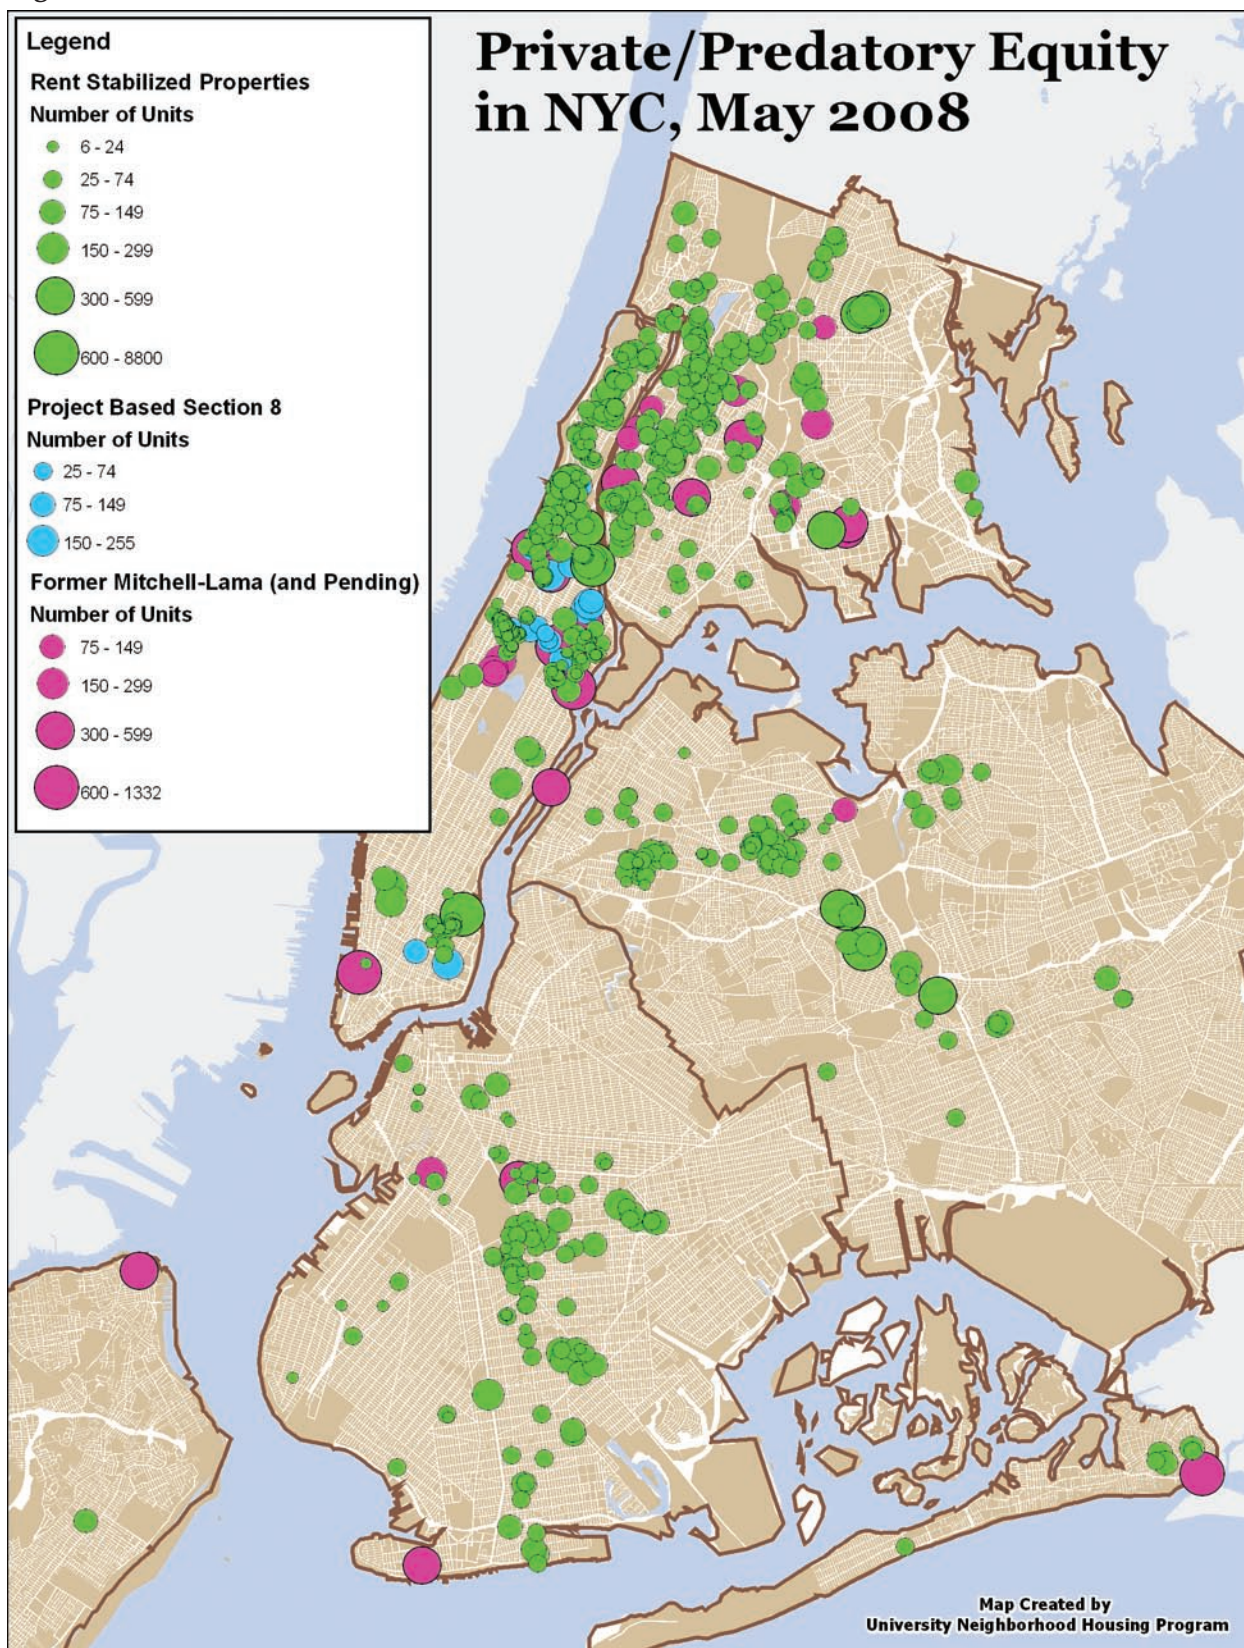 Private/Predatory Equity
in NYC, May 2008
Legend
Rent Stabilized Properties
Number of Units
6 - 24
25 - 74
75 - 149
150 - 299
300 - 599
600 - 8800
Project Based Section 8
Number of Units
25 - 74
75 - 149
150 - 255
Former Mitchell-Lama (and Pending)
Number of Units
75 - 149
150 - 299
300 - 599
600 - 1332
Map Created by
University Neighborhood Housing Program